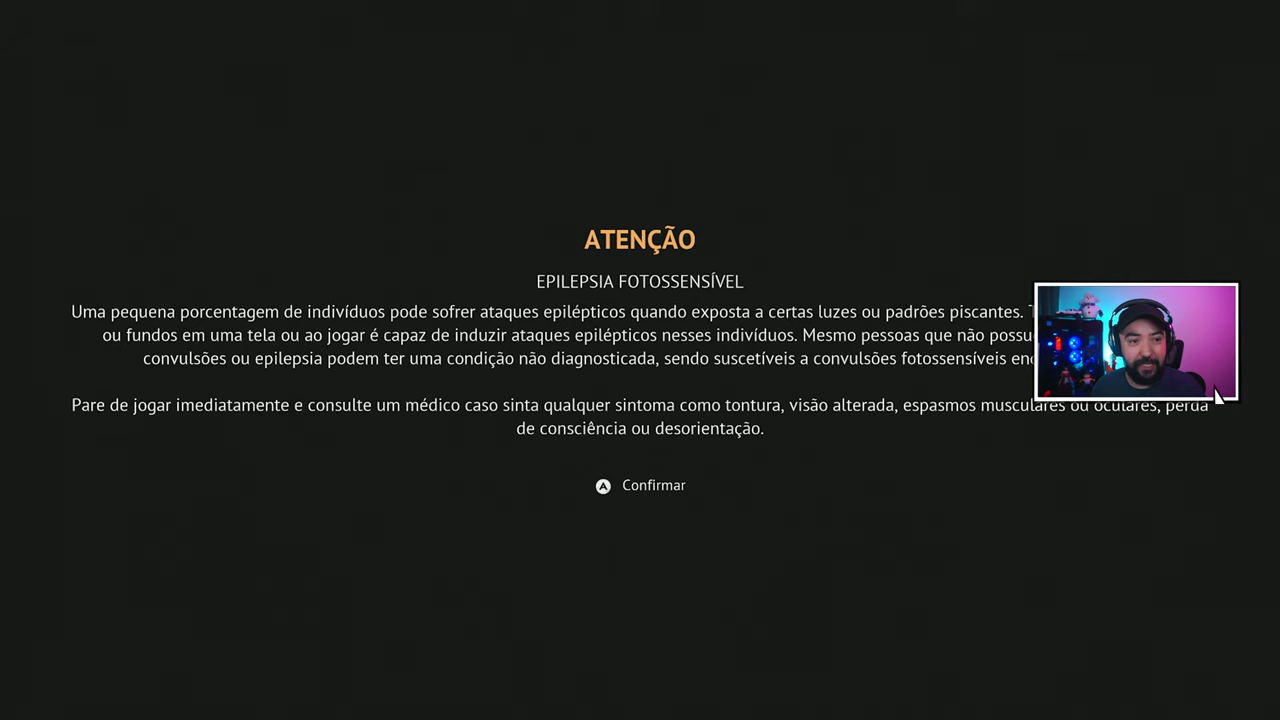 ATENÇÃO
EPILEPSIA FOTOSSENSÍVEL
Uma pequena porcentagem de indivíduos pode sofrer ataques epilépticos quando exposta a certas luzes ou padrões piscantes.
ou fundos em uma tela ou ao jogar é capaz de induzir ataques epilépticos nesses indivíduos. Mesmo pessoas que não
convulsões ou epilepsia podem ter uma condição não diagnosticada, sendo suscetíveis a convulsões fotossensíveis
Pare de jogar imediatamente e consulte um médico caso sinta qualquer sintoma como tontura, visão alterada, espasmos musculares ou oculares, perda
de consciência ou desorientação.
A Confirmar